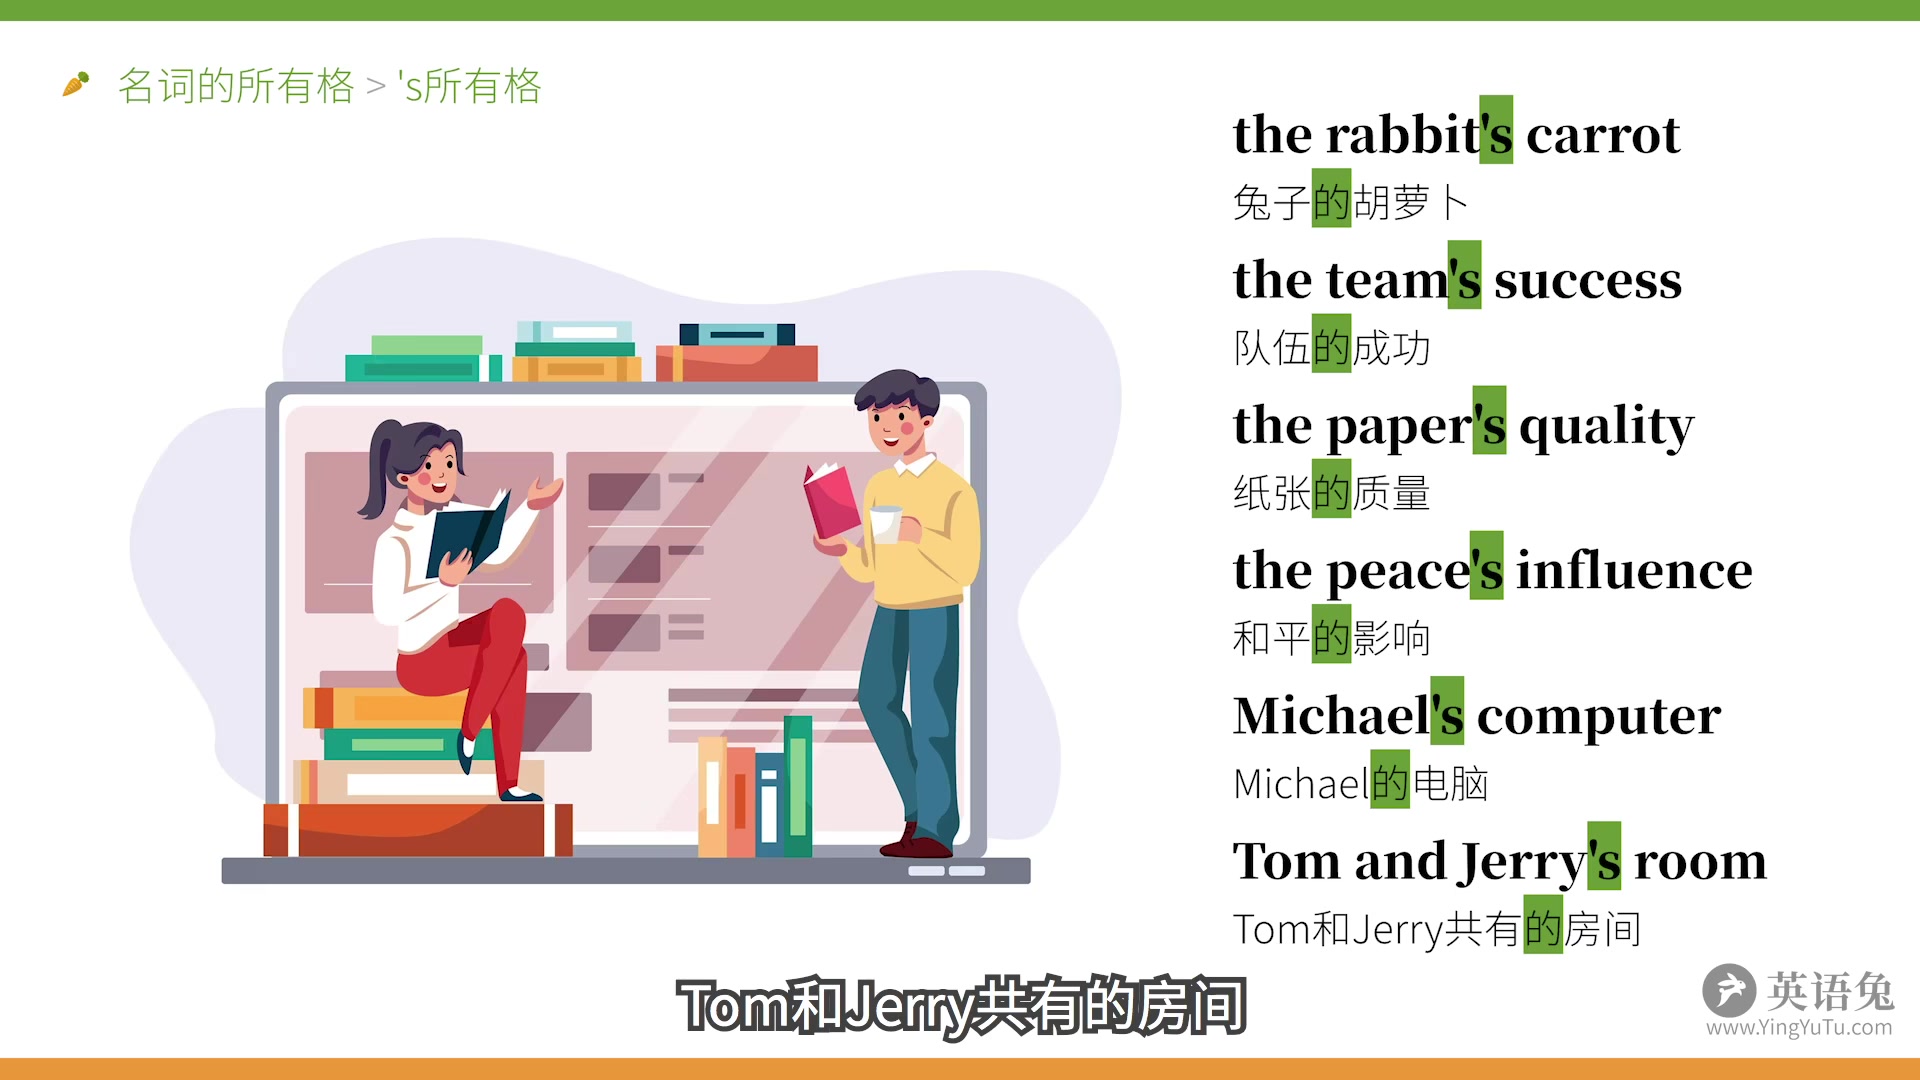 名词的所有格 > 's所有格
the rabbit's carrot
兔子的胡萝卜
the team's success
队伍的成功
the paper's quality
纸张的质量
the peace's influence
和平的影响
Michael's computer
Michael的电脑
Tom and Jerry's room
Tom和Jerry共有的房间
Tom和Jerry共有的房间
英语兔
www.YingYuTu.com